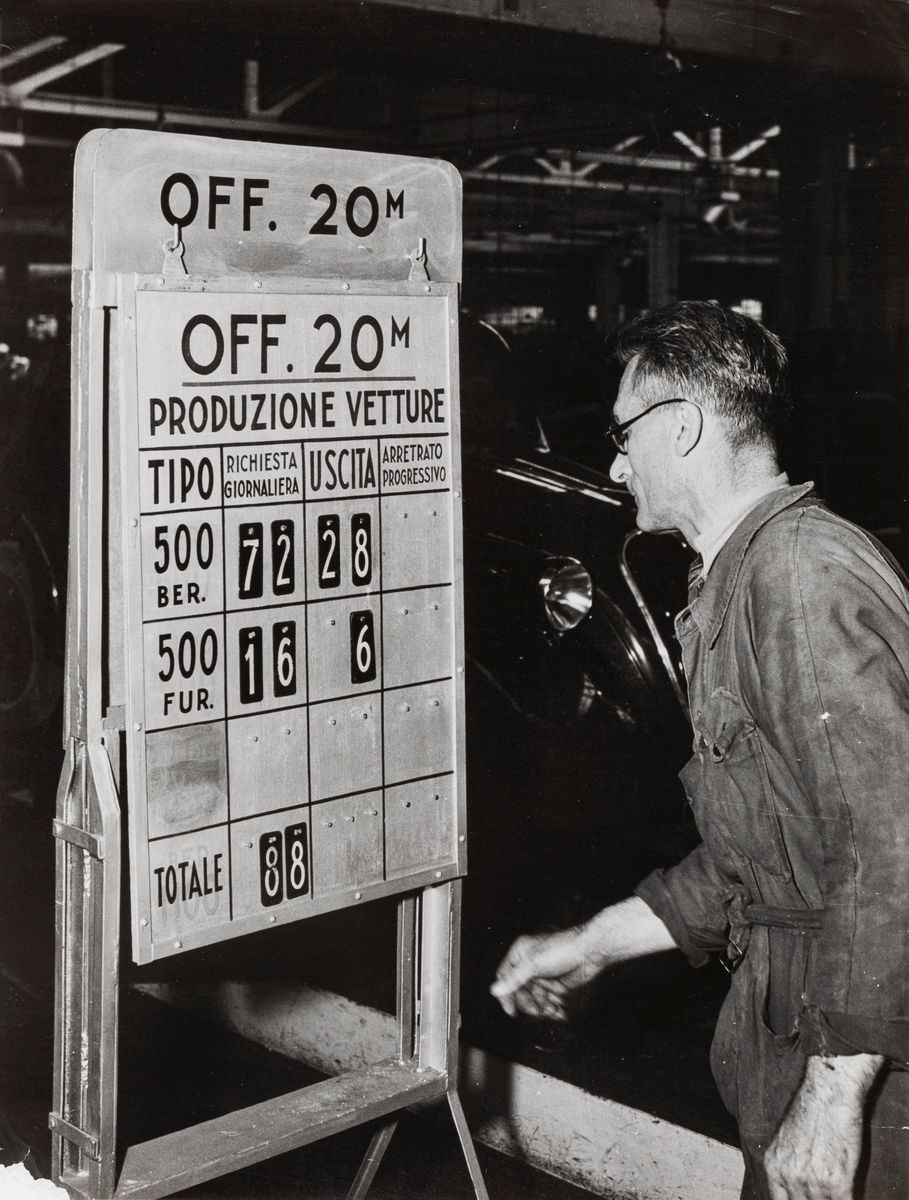 OFF. 20M
OFF. 20M
PRODUZIONE VETTURE
TIPO RICHIESTA GIORNALIERA USCITA ARRETRATO PROGRESSIVO
500 BER. 72 28
500 FUR. 16 6
TOTALE 88